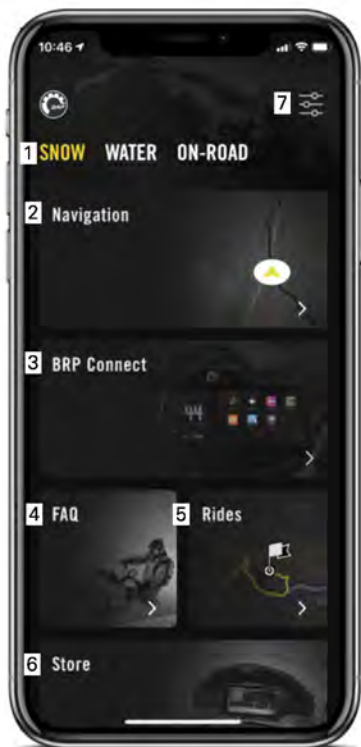 10:46
7
1 SNOW WATER ON-ROAD
2 Navigation
3 BRP Connect
44
4 FAQ
5 Rides
6 Store